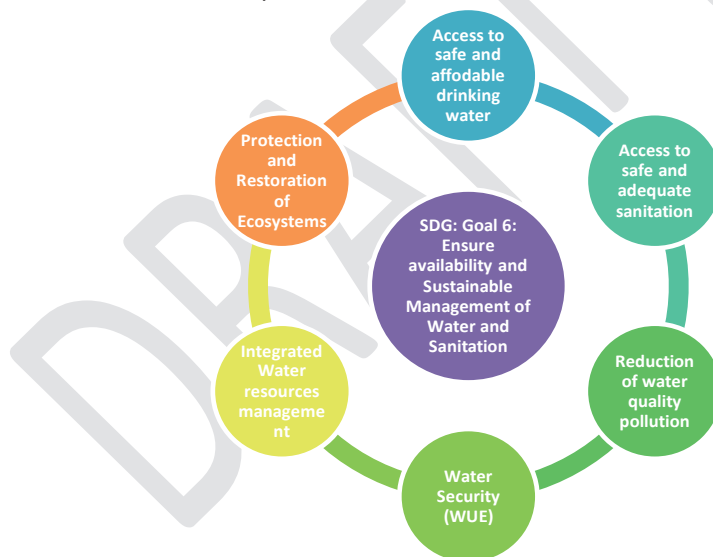 Access to
safe and
affodable
drinking
water
Access to
safe and
adequate
sanitation
Reduction
of water
quality
pollution
Water
Security
(WUE)
Integrated
Water
resources
manageme
nt
Protection
and
Restoration
of
Ecosystems
SDG: Goal 6:
Ensure
availability and
Sustainable
Management of
Water and
Sanitation
DRAFT